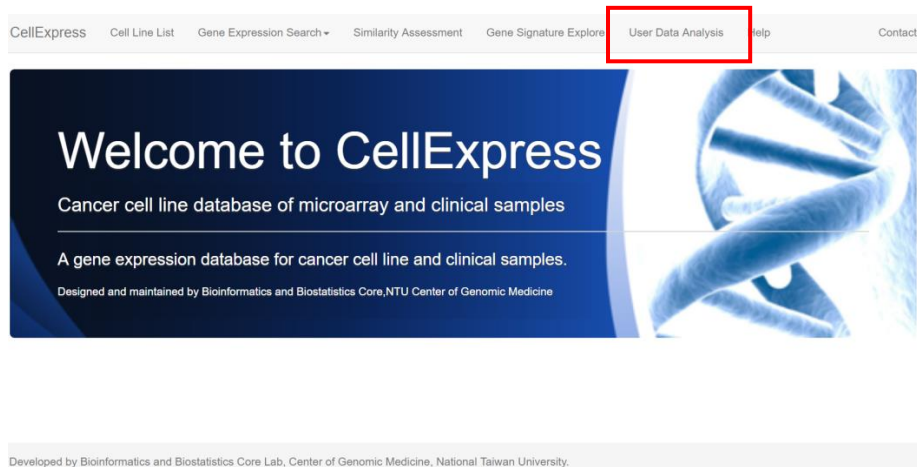 CellExpress Cell Line List Gene Expression Search Similarity Assessment Gene Signature Explore User Data Analysis Help Contact
Welcome to CellExpress
Cancer cell line database of microarray and clinical samples
A gene expression database for cancer cell line and clinical samples.
Designed and maintained by Bioinformatics and Biostatistics Core,NTU Center of Genomic Medicine
Developed by Bioinformatics and Biostatistics Core Lab, Center of Genomic Medicine, National Taiwan University.